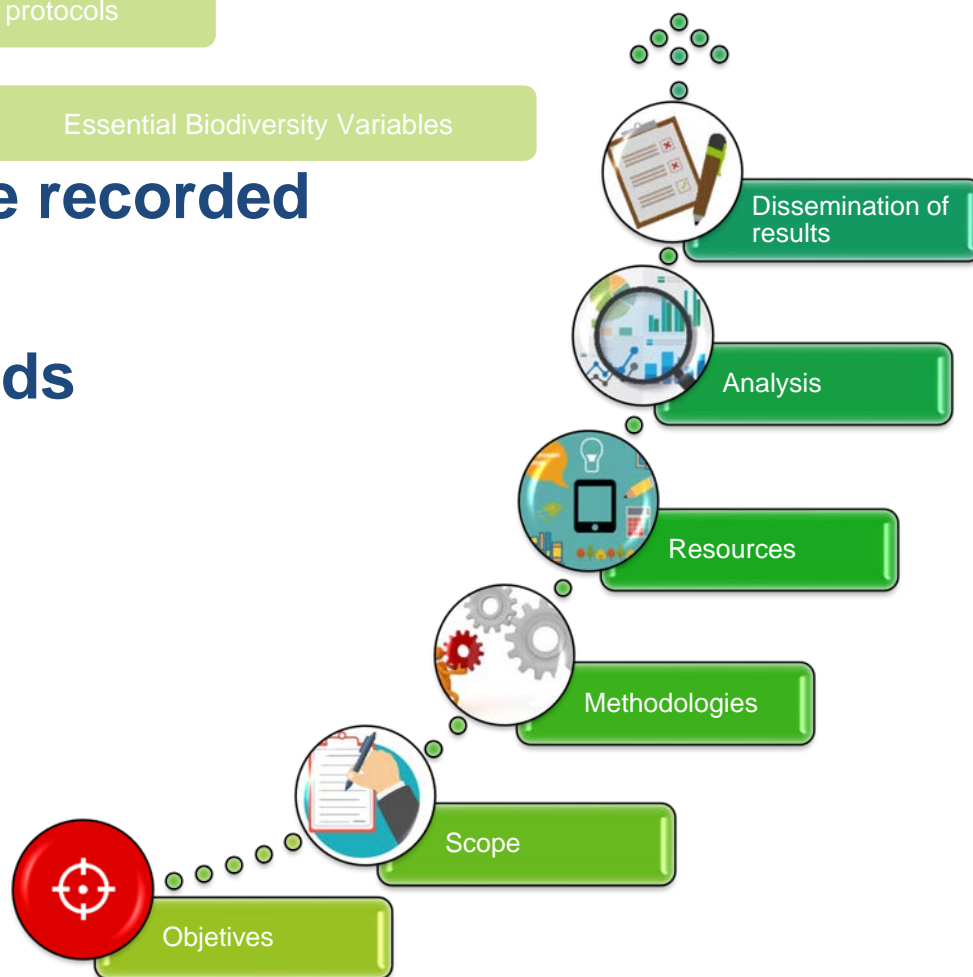 protocols
Essential Biodiversity Variables
e recorded
ds
Dissemination of
results
Analysis
Resources
Methodologies
Scope
Objetives